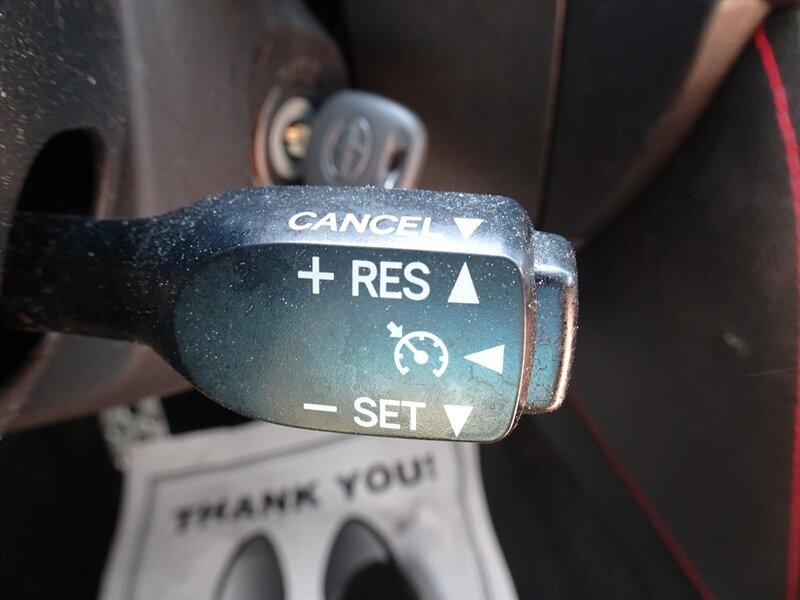 CANCEL
+ RES
- SET
THANK YOU!